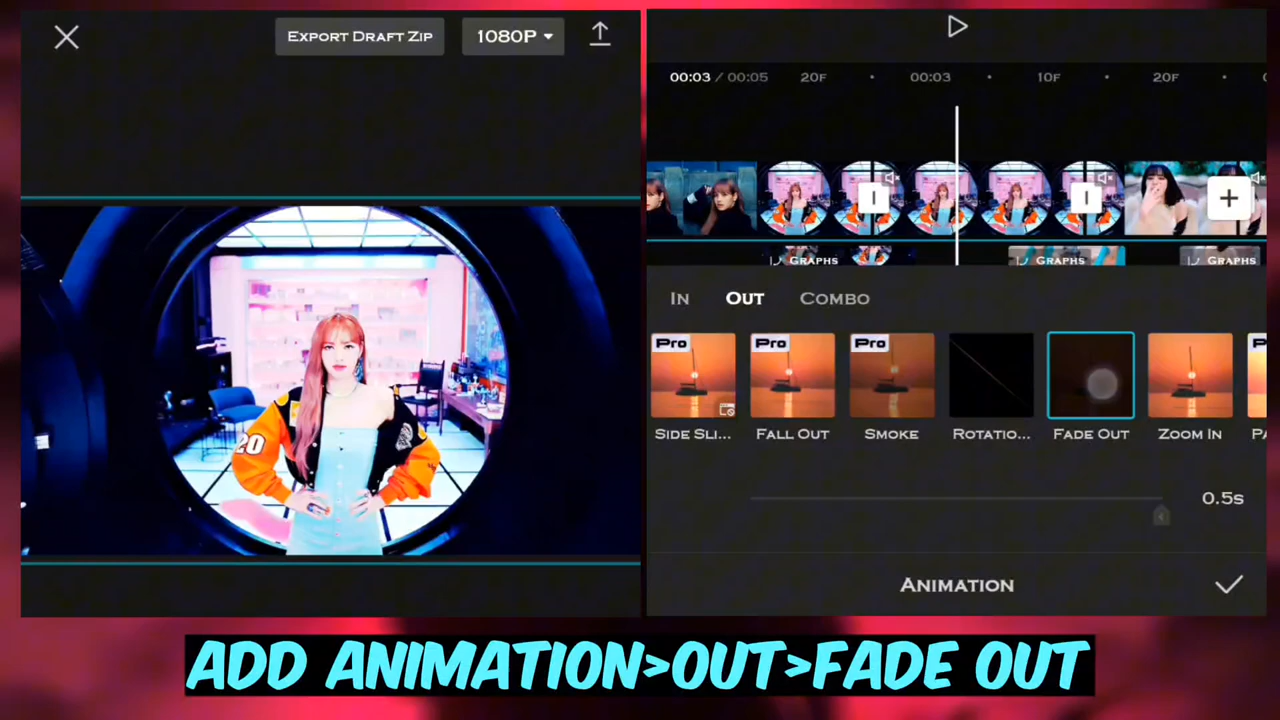 Export Draft Zip
1080P
00:03 / 00:05
20F
00:03
10F
20F
Graphs
Graphs
Graphs
In
Out
Combo
Pro
Pro
Pro
Side Sli...
Fall Out
Smoke
Rotatio...
Fade Out
Zoom In
20
0.5s
Animation
ADD ANIMATION>OUT>FADE OUT